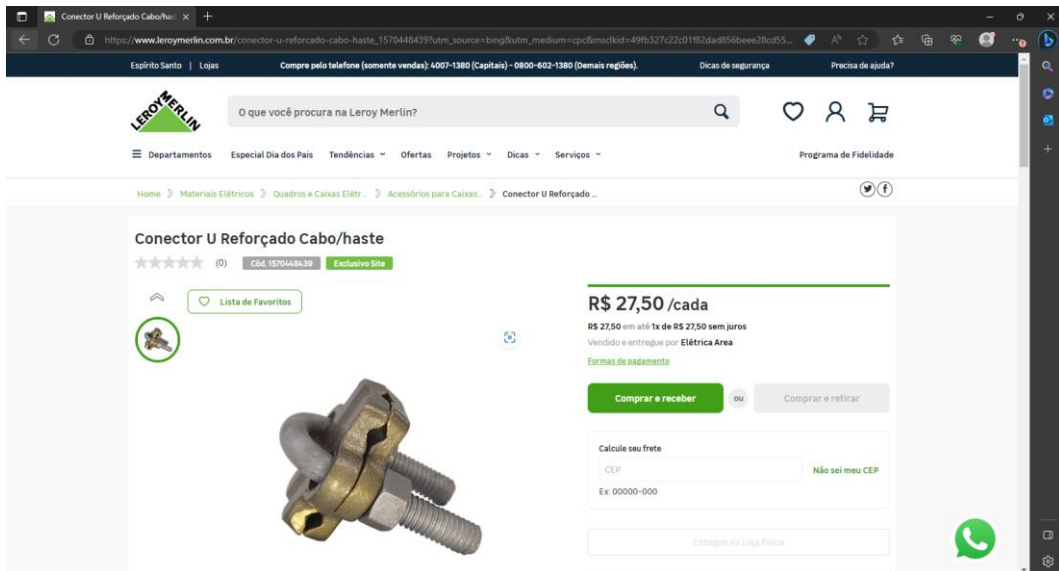 Conector U Reforçado Cabo/has
https://www.leroymerlin.com.br/conector-u-reforcado-cabo-haste_1570448439?utm_source=bing&utm_medium=cpc&msclkid=49fb327c22c01f82dad856beee28cd55...
Espírito Santo | Lojas
Compre pelo telefone (somente vendas): 4007-1380 (Capitais) - 0800-602-1380 (Demais regiões).
Dicas de segurança
Precisa de ajuda?
LEROY MERLIN
O que você procura na Leroy Merlin?
Departamentos Especial Dia dos Pais Tendências Ofertas Projetos Dicas Serviços Programa de Fidelidade
Home Materiais Elétricos Quadros e Caixas Elétr... Acessórios para Caixas... Conector U Reforçado ...
Conector U Reforçado Cabo/haste
(0) Cód. 1570448439 Exclusivo Site
Lista de Favoritos
R$ 27,50 /cada
R$ 27,50 em até 1x de R$ 27,50 sem juros
Vendido e entregue por Elétrica Area
Formas de pagamento
Comprar e receber ou Comprar e retirar
Calcule seu frete
CEP Não sei meu CEP
Ex: 00000-000
Estoque na Loja física